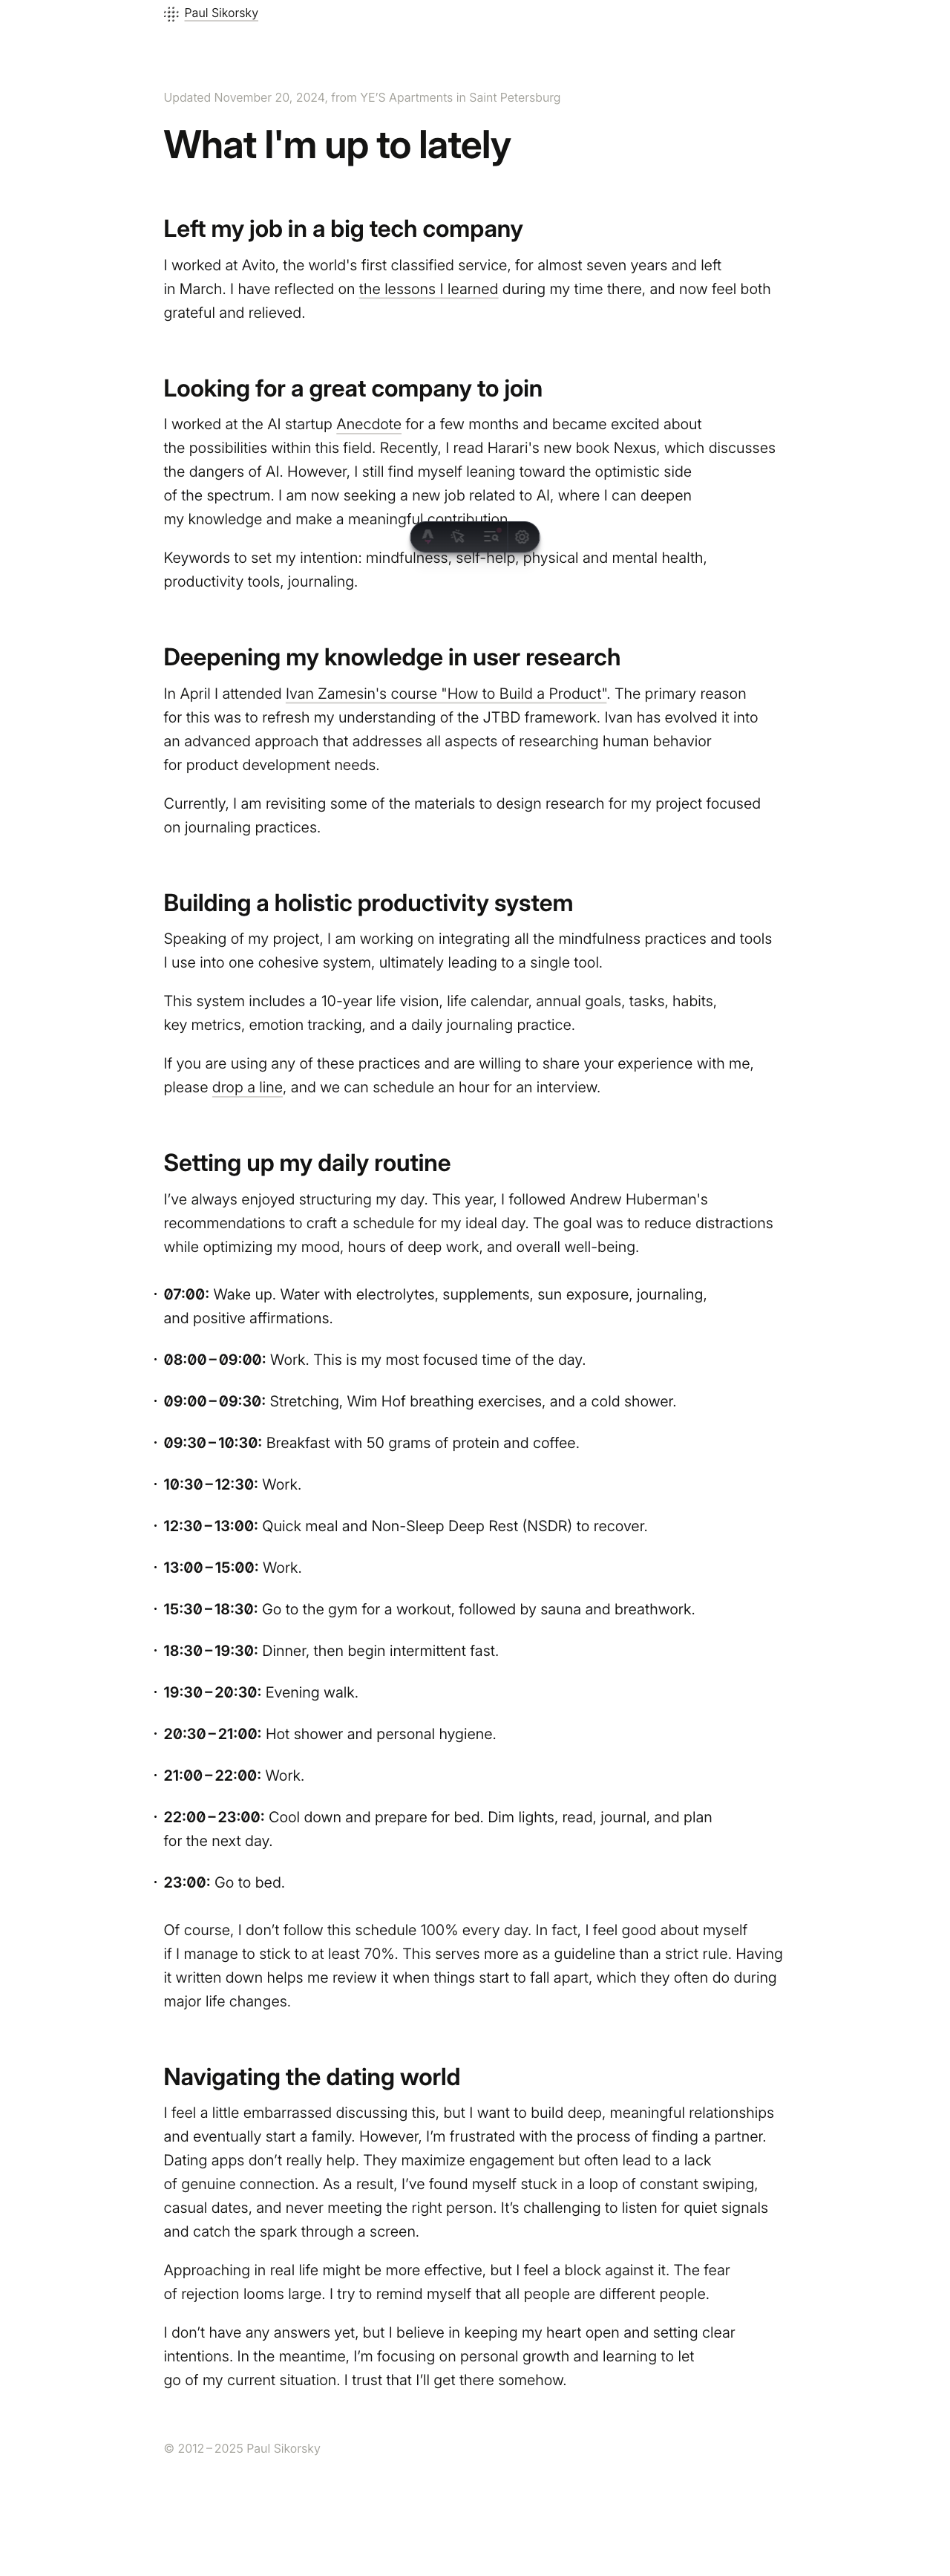 Paul Sikorsky
Updated November 20, 2024, from YE'S Apartments in Saint Petersburg
What I'm up to lately
Left my job in a big tech company
I worked at Avito, the world's first classified service, for almost seven years and left
in March. I have reflected on the lessons I learned during my time there, and now feel both
grateful and relieved.
Looking for a great company to join
I worked at the AI startup Anecdote for a few months and became excited about
the possibilities within this field. Recently, I read Harari's new book Nexus, which discusses
the dangers of AI. However, I still find myself leaning toward the optimistic side
of the spectrum. I am now seeking a new job related to AI, where I can deepen
my knowledge and make a meaningful contribution
Keywords to set my intention: mindfulness, self-help, physical and mental health,
productivity tools, journaling.
Deepening my knowledge in user research
In April I attended Ivan Zamesin's course "How to Build a Product". The primary reason
for this was to refresh my understanding of the JTBD framework. Ivan has evolved it into
an advanced approach that addresses all aspects of researching human behavior
for product development needs.
Currently, I am revisiting some of the materials to design research for my project focused
on journaling practices.
Building a holistic productivity system
Speaking of my project, I am working on integrating all the mindfulness practices and tools
I use into one cohesive system, ultimately leading to a single tool.
This system includes a 10-year life vision, life calendar, annual goals, tasks, habits,
key metrics, emotion tracking, and a daily journaling practice.
If you are using any of these practices and are willing to share your experience with me,
please drop a line, and we can schedule an hour for an interview.
Setting up my daily routine
I’ve always enjoyed structuring my day. This year, I followed Andrew Huberman's
recommendations to craft a schedule for my ideal day. The goal was to reduce distractions
while optimizing my mood, hours of deep work, and overall well-being.
· 07:00: Wake up. Water with electrolytes, supplements, sun exposure, journaling,
and positive affirmations.
· 08:00–09:00: Work. This is my most focused time of the day.
· 09:00–09:30: Stretching, Wim Hof breathing exercises, and a cold shower.
· 09:30–10:30: Breakfast with 50 grams of protein and coffee.
· 10:30–12:30: Work.
· 12:30–13:00: Quick meal and Non-Sleep Deep Rest (NSDR) to recover.
· 13:00–15:00: Work.
· 15:30–18:30: Go to the gym for a workout, followed by sauna and breathwork.
· 18:30–19:30: Dinner, then begin intermittent fast.
· 19:30–20:30: Evening walk.
· 20:30–21:00: Hot shower and personal hygiene.
· 21:00–22:00: Work.
· 22:00–23:00: Cool down and prepare for bed. Dim lights, read, journal, and plan
for the next day.
· 23:00: Go to bed.
Of course, I don’t follow this schedule 100% every day. In fact, I feel good about myself
if I manage to stick to at least 70%. This serves more as a guideline than a strict rule. Having
it written down helps me review it when things start to fall apart, which they often do during
major life changes.
Navigating the dating world
I feel a little embarrassed discussing this, but I want to build deep, meaningful relationships
and eventually start a family. However, I’m frustrated with the process of finding a partner.
Dating apps don’t really help. They maximize engagement but often lead to a lack
of genuine connection. As a result, I’ve found myself stuck in a loop of constant swiping,
casual dates, and never meeting the right person. It’s challenging to listen for quiet signals
and catch the spark through a screen.
Approaching in real life might be more effective, but I feel a block against it. The fear
of rejection looms large. I try to remind myself that all people are different people.
I don’t have any answers yet, but I believe in keeping my heart open and setting clear
intentions. In the meantime, I’m focusing on personal growth and learning to let
go of my current situation. I trust that I’ll get there somehow.
© 2012–2025 Paul Sikorsky